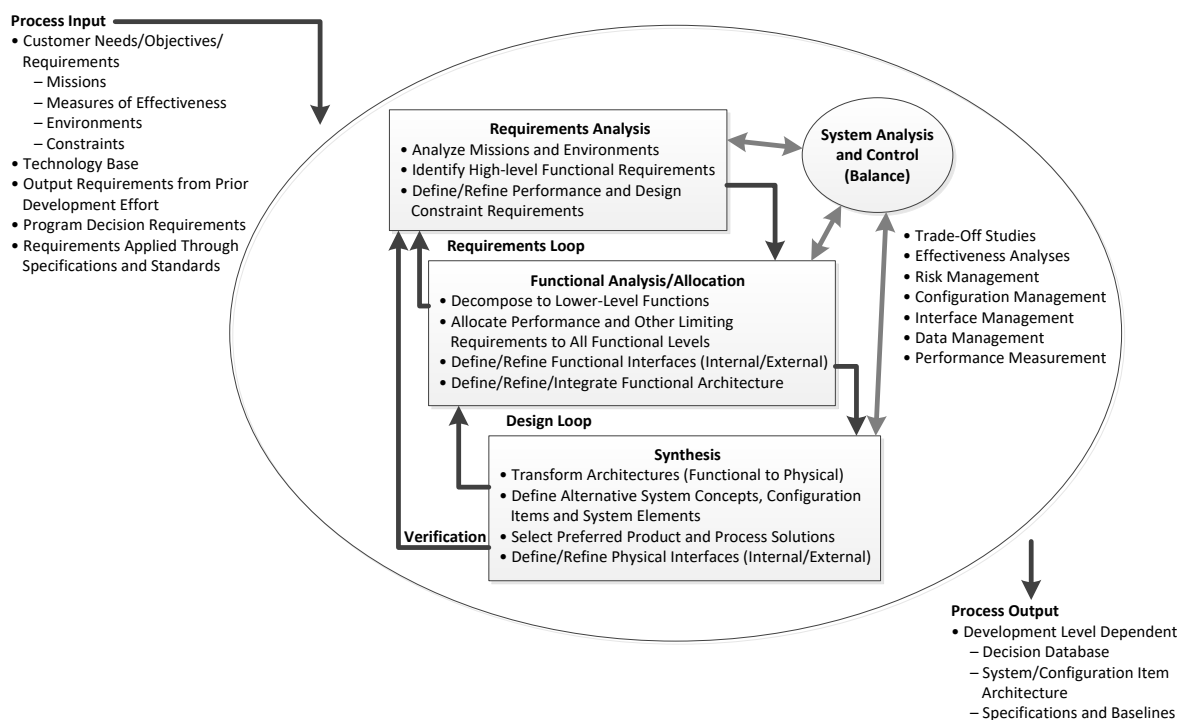 Process Input
• Customer Needs/Objectives/
Requirements
– Missions
– Measures of Effectiveness
– Environments
– Constraints
• Technology Base
• Output Requirements from Prior
Development Effort
• Program Decision Requirements
• Requirements Applied Through
Specifications and Standards
Requirements Analysis
• Analyze Missions and Environments
• Identify High-level Functional Requirements
• Define/Refine Performance and Design
Constraint Requirements
System Analysis
and Control
(Balance)
• Trade-Off Studies
• Effectiveness Analyses
• Risk Management
• Configuration Management
• Interface Management
• Data Management
• Performance Measurement
Requirements Loop
Functional Analysis/Allocation
• Decompose to Lower-Level Functions
• Allocate Performance and Other Limiting
Requirements to All Functional Levels
• Define/Refine Functional Interfaces (Internal/External)
• Define/Refine/Integrate Functional Architecture
Design Loop
Synthesis
• Transform Architectures (Functional to Physical)
• Define Alternative System Concepts, Configuration
Items and System Elements
• Select Preferred Product and Process Solutions
• Define/Refine Physical Interfaces (Internal/External)
Verification
Process Output
• Development Level Dependent
– Decision Database
– System/Configuration Item
Architecture
– Specifications and Baselines